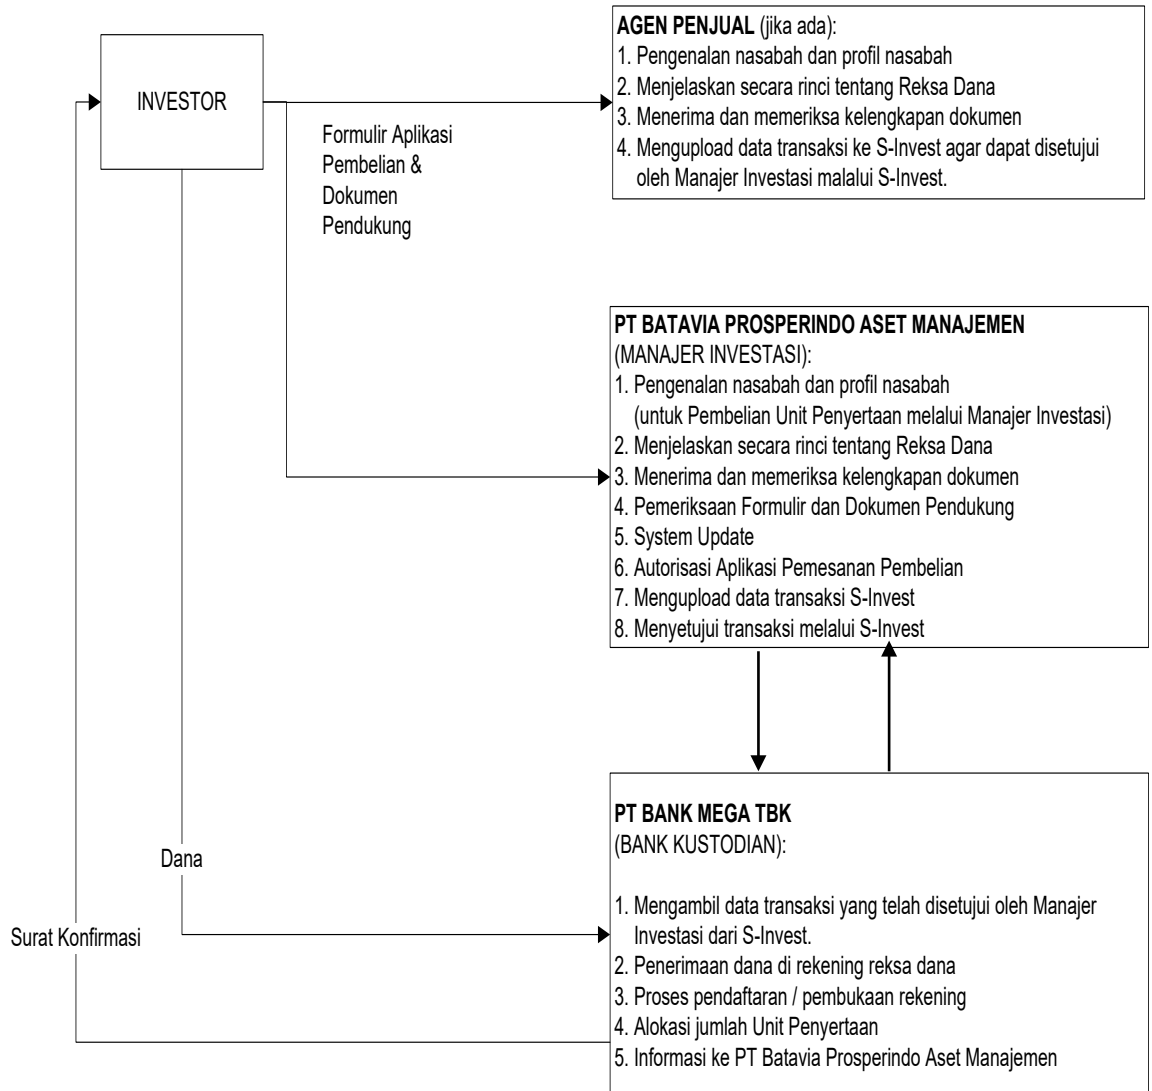 INVESTOR
Formulir Aplikasi
Pembelian &
Dokumen
Pendukung
AGEN PENJUAL (jika ada):
1. Pengenalan nasabah dan profil nasabah
2. Menjelaskan secara rinci tentang Reksa Dana
3. Menerima dan memeriksa kelengkapan dokumen
4. Mengupload data transaksi ke S-Invest agar dapat disetujui
oleh Manajer Investasi malalui S-Invest.
PT BATAVIA PROSPERINDO ASET MANAJEMEN
(MANAJER INVESTASI):
1. Pengenalan nasabah dan profil nasabah
(untuk Pembelian Unit Penyertaan melalui Manajer Investasi)
2. Menjelaskan secara rinci tentang Reksa Dana
3. Menerima dan memeriksa kelengkapan dokumen
4. Pemeriksaan Formulir dan Dokumen Pendukung
5. System Update
6. Autorisasi Aplikasi Pemesanan Pembelian
7. Mengupload data transaksi S-Invest
8. Menyetujui transaksi melalui S-Invest
Dana
Surat Konfirmasi
PT BANK MEGA TBK
(BANK KUSTODIAN):
1. Mengambil data transaksi yang telah disetujui oleh Manajer
Investasi dari S-Invest.
2. Penerimaan dana di rekening reksa dana
3. Proses pendaftaran / pembukaan rekening
4. Alokasi jumlah Unit Penyertaan
5. Informasi ke PT Batavia Prosperindo Aset Manajemen